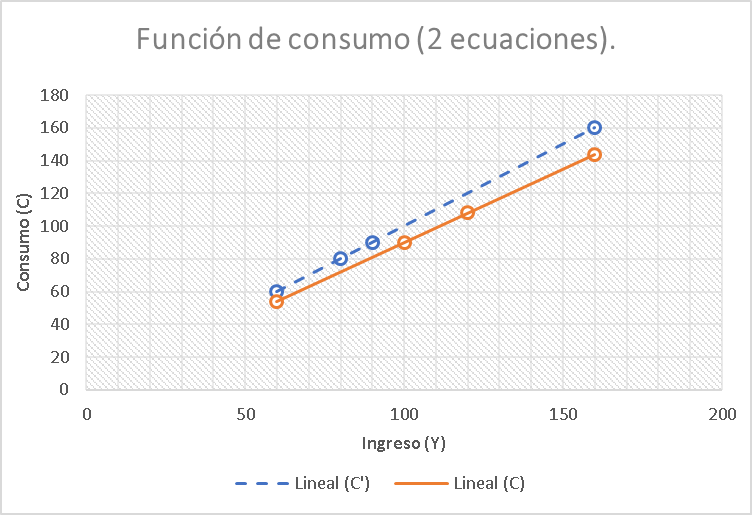 Función de consumo (2 ecuaciones).
180
160
140
120
100
80
60
40
20
0
Consumo (C)
0 50 100 150 200
Ingreso (Y)
Lineal (C') Lineal (C)